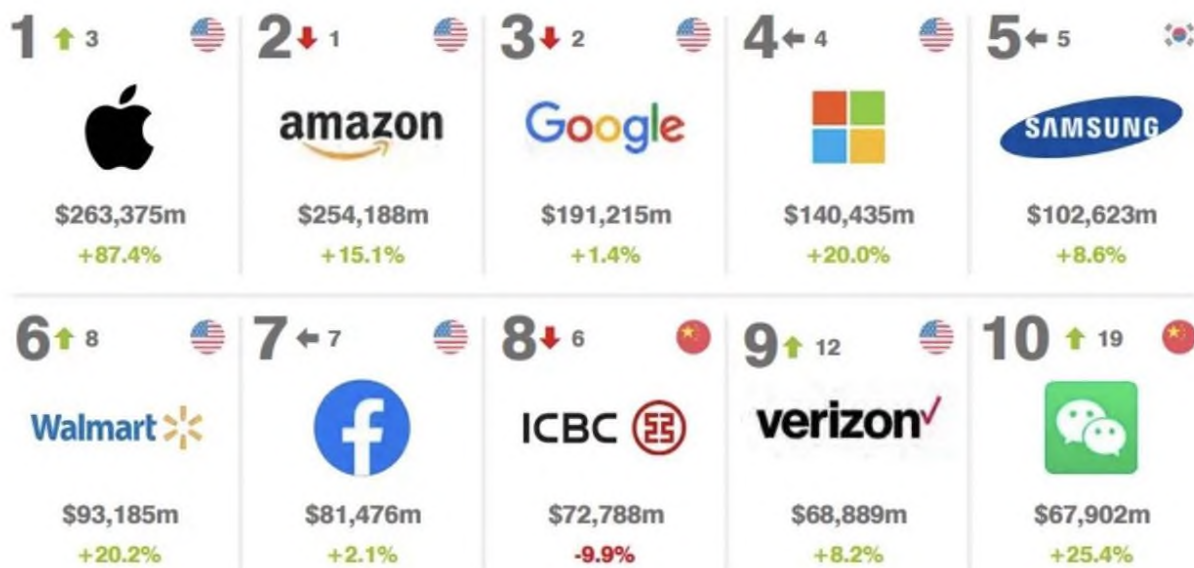 1 3
2 1
3 2
4 4
5 5
amazon
Google
SAMSUNG
$263,375m
$254,188m
$191,215m
$140,435m
$102,623m
+87.4%
+15.1%
+1.4%
+20.0%
+8.6%
6 8
7 7
8 6
9 12
10 19
Walmart
f
ICBC
verizon
$93,185m
$81,476m
$72,788m
$68,889m
$67,902m
+20.2%
+2.1%
-9.9%
+8.2%
+25.4%